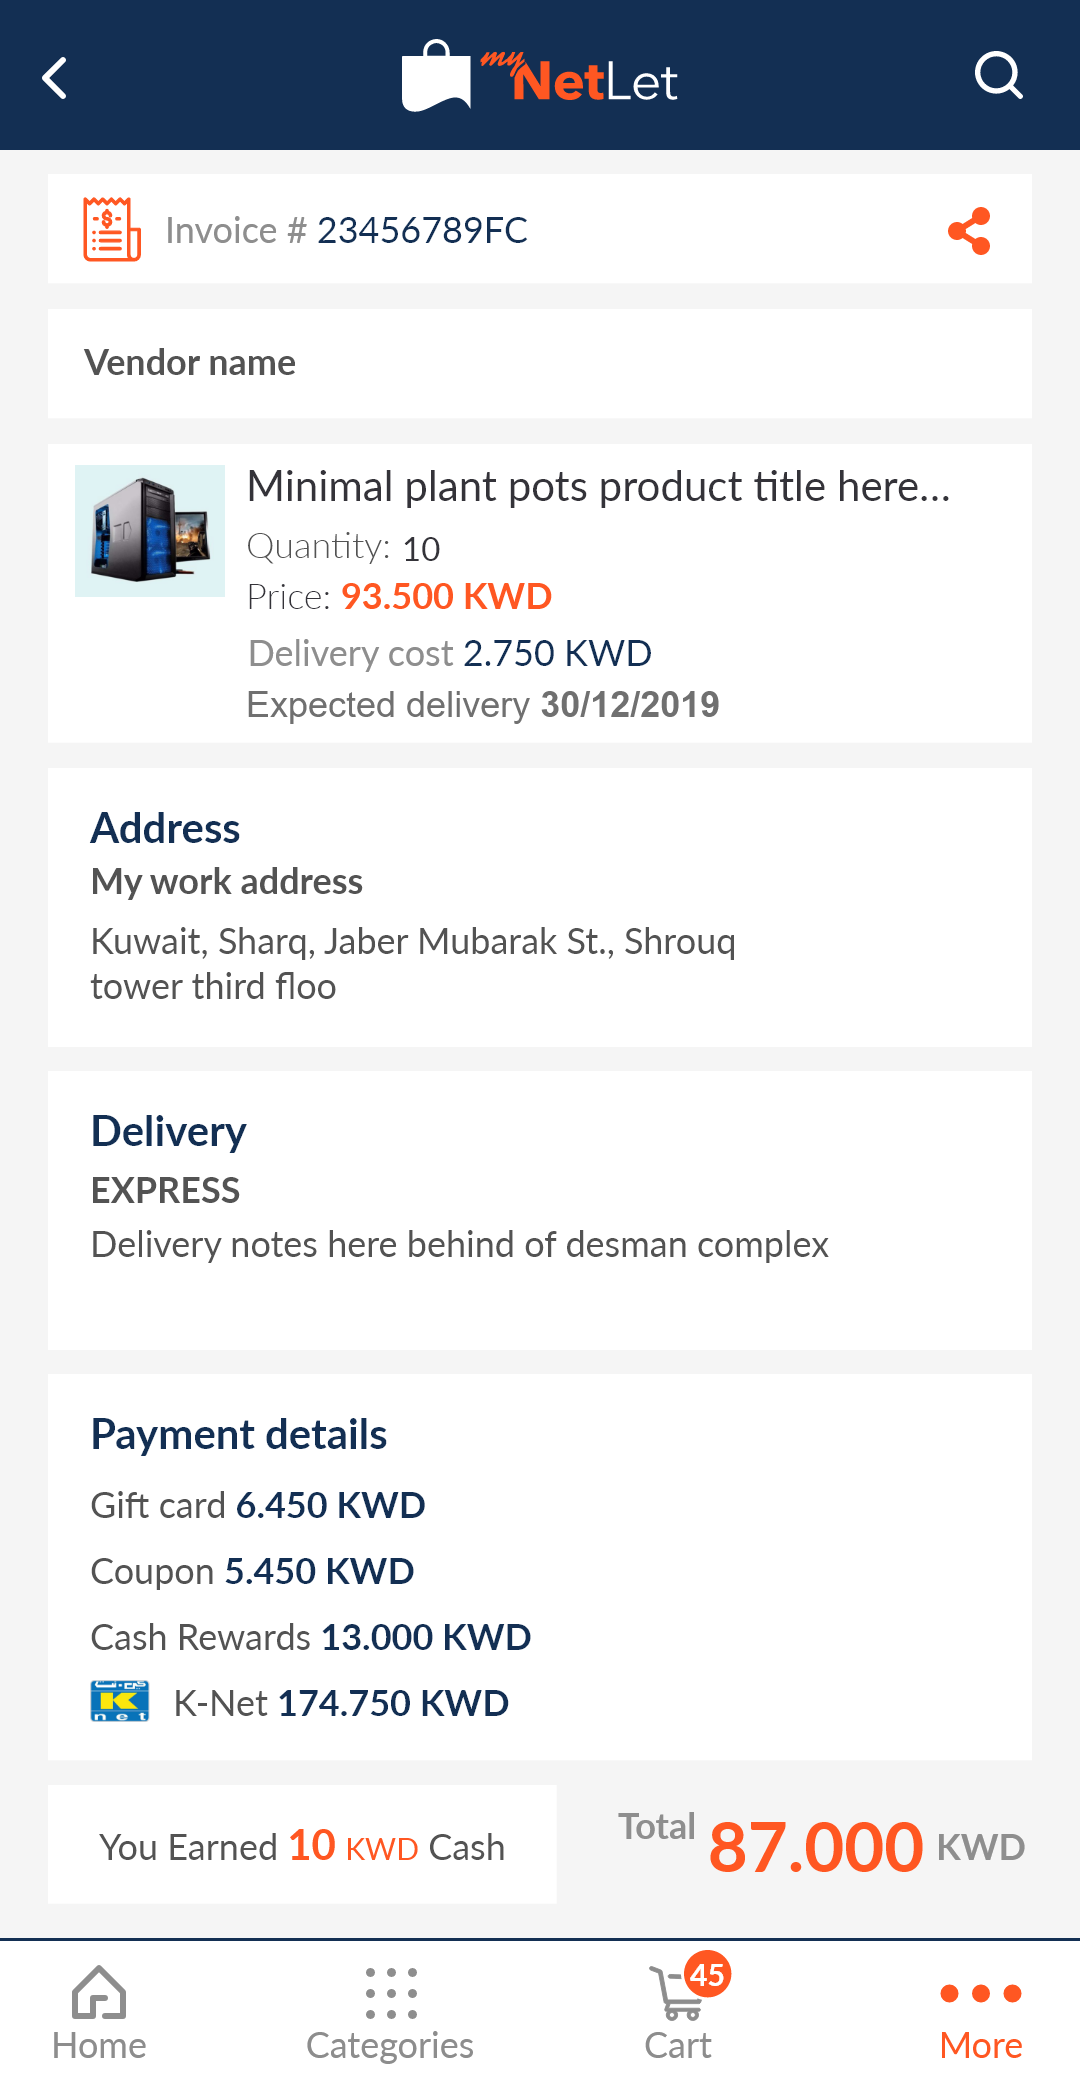 my NetLet
Invoice # 23456789FC
Vendor name
Minimal plant pots product title here...
Quantity: 10
Price: 93.500 KWD
Delivery cost 2.750 KWD
Expected delivery 30/12/2019
Address
My work address
Kuwait, Sharq, Jaber Mubarak St., Shrouq
tower third floo
Delivery
EXPRESS
Delivery notes here behind of desman complex
Payment details
Gift card 6.450 KWD
Coupon 5.450 KWD
Cash Rewards 13.000 KWD
K net K-Net 174.750 KWD
You Earned 10 KWD Cash
Total 87.000 KWD
45
Home Categories Cart More